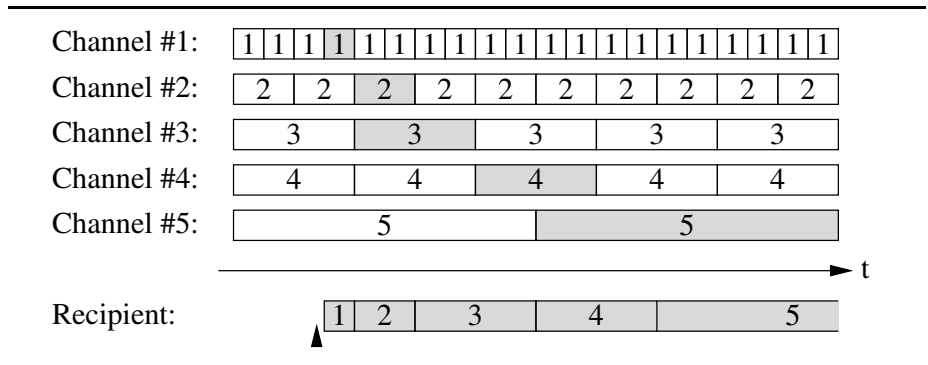 Channel #1: 1 1 1 1 1 1 1 1 1 1 1 1 1 1 1 1 1 1 1 1
Channel #2: 2 2 2 2 2 2 2 2 2 2
Channel #3: 3 3 3 3 3
Channel #4: 4 4 4 4 4
Channel #5: 5 5
t
Recipient: 1 2 3 4 5